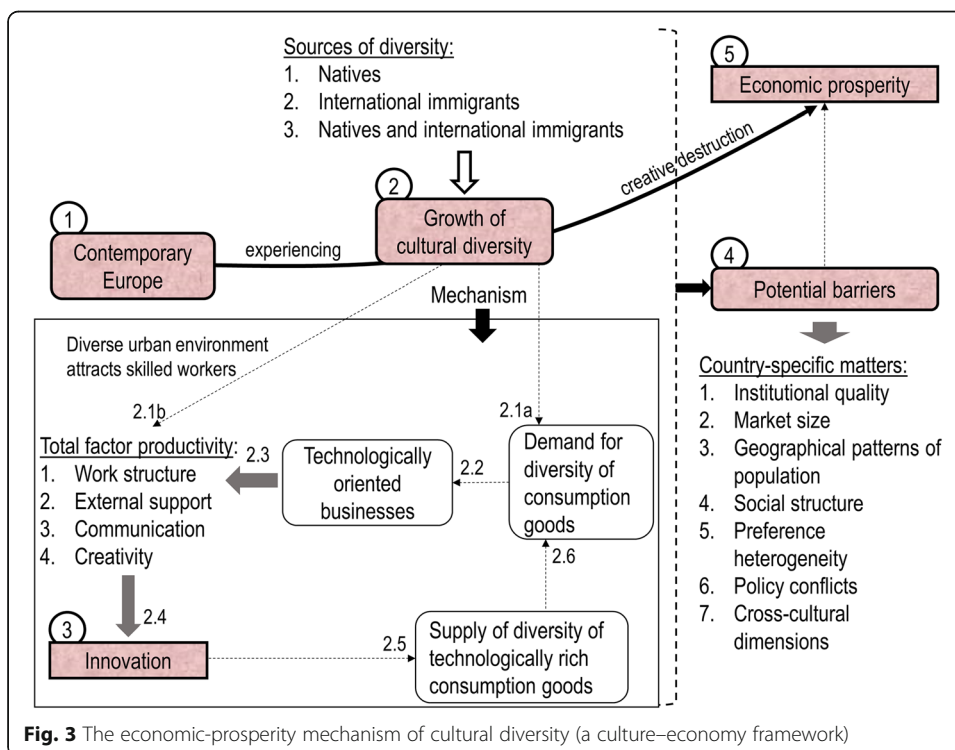 Sources of diversity:
1. Natives
2. International immigrants
3. Natives and international immigrants
5
Economic prosperity
creative destruction
2
Growth of
cultural diversity
1
Contemporary
Europe
experiencing
4
Potential barriers
Mechanism
Diverse urban environment
attracts skilled workers
2.1b
2.1a
Total factor productivity:
1. Work structure
2. External support
3. Communication
4. Creativity
2.3
Technologically
oriented
businesses
2.2
Demand for
diversity of
consumption
goods
2.6
2.4
3
Innovation
2.5
Supply of diversity of
technologically rich
consumption goods
Country-specific matters:
1. Institutional quality
2. Market size
3. Geographical patterns of
population
4. Social structure
5. Preference
heterogeneity
6. Policy conflicts
7. Cross-cultural
dimensions
Fig. 3 The economic-prosperity mechanism of cultural diversity (a culture–economy framework)